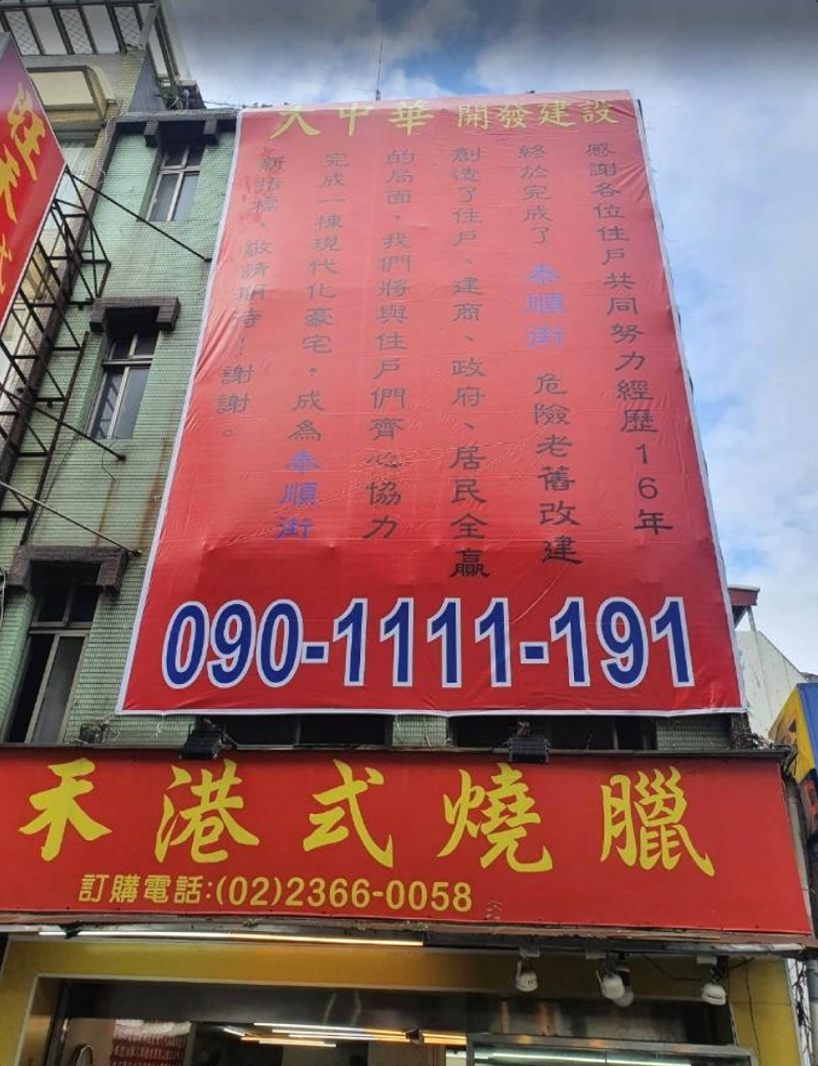 大中華 開發建設
感謝各位住戶共同努力經歷16年
終於完成了 泰順街 危險老舊改建
創造了住戶、建商、政府、居民全贏
的局面，我們將與住戶們齊心協力
完成一棟現代化豪宅，成為泰順街
新指標，敬請期待！謝謝。
090-1111-191
禾港式燒臘
訂購電話:(02)2366-0058